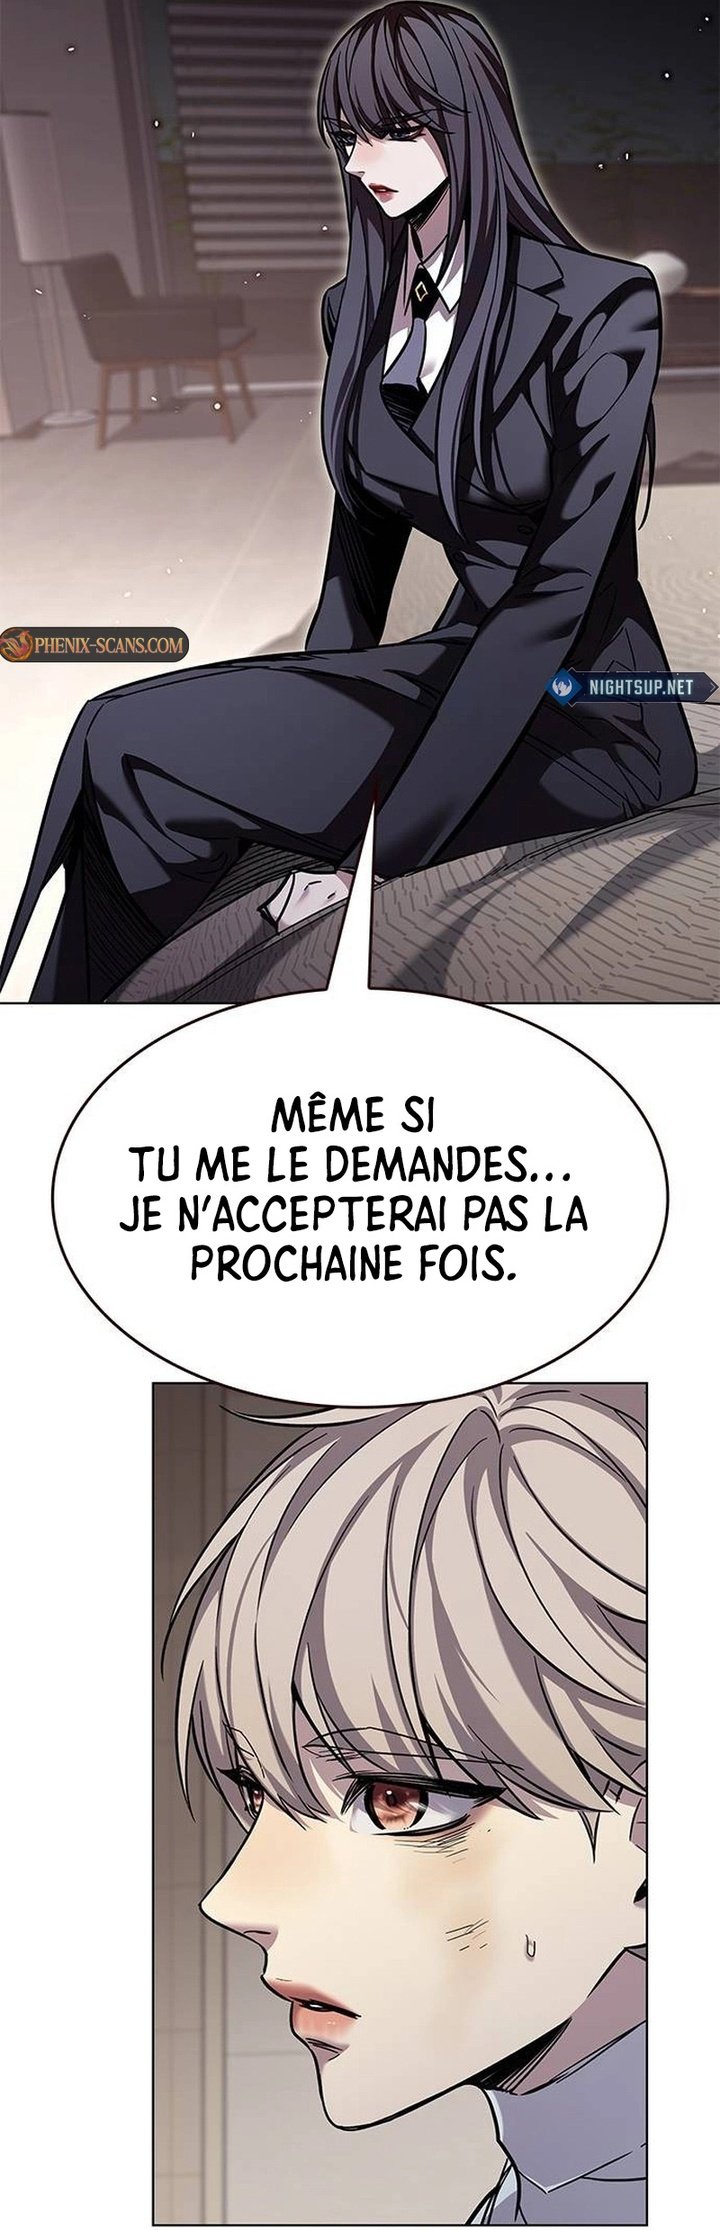 PHENIX-SCANS.COM
NIGHTSUP.NET
MÊME SI
TU ME LE DEMANDES...
JE N'ACCEPTERAI PAS LA
PROCHAINE FOIS.